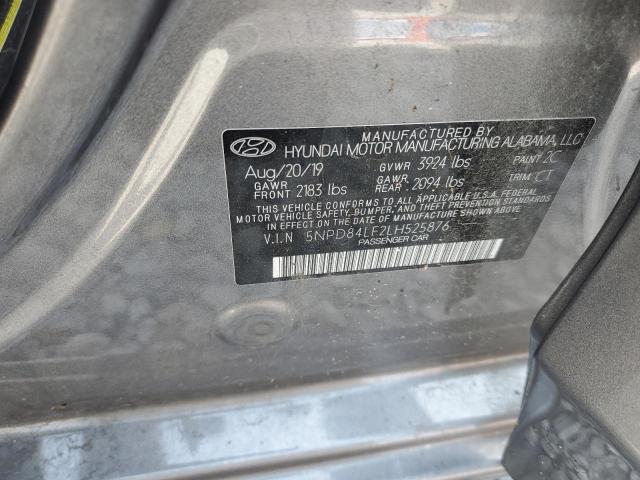 MANUFACTURED BY
HYUNDAI MOTOR MANUFACTURING ALABAMA, LLC
Aug/20/19 GVWR 3924 lbs PAINT 2C
GAWR FRONT 2183 lbs GAWR REAR 2094 lbs TRIM CT
THIS VEHICLE CONFORMS TO ALL APPLICABLE U.S.A. FEDERAL
MOTOR VEHICLE SAFETY, BUMPER, AND THEFT PREVENTION STANDARDS
IN EFFECT ON THE DATE OF MANUFACTURE SHOWN ABOVE.
V.I.N 5NPD84LF2LH525876
PASSENGER CAR